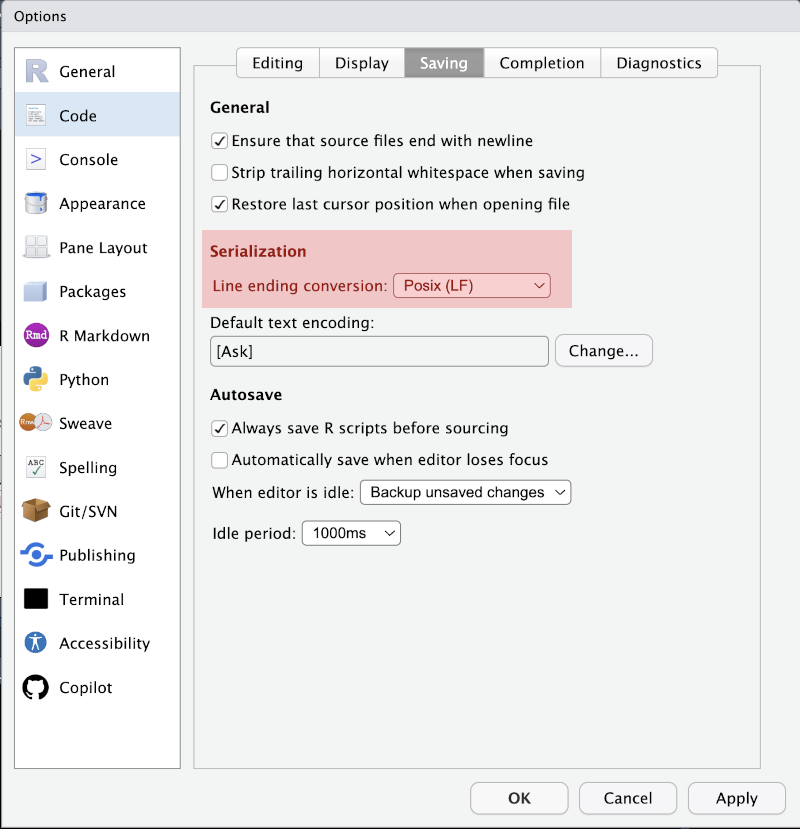 Options
General
Code
Console
Appearance
Pane Layout
Packages
Rmd R Markdown
Python
Rnw Sweave
ABC Spelling
Git/SVN
Publishing
Terminal
Accessibility
Copilot
Editing Display Saving Completion Diagnostics
General
Ensure that source files end with newline
Strip trailing horizontal whitespace when saving
Restore last cursor position when opening file
Serialization
Line ending conversion: Posix (LF)
Default text encoding:
[Ask] Change...
Autosave
Always save R scripts before sourcing
Automatically save when editor loses focus
When editor is idle: Backup unsaved changes
Idle period: 1000ms
OK Cancel Apply